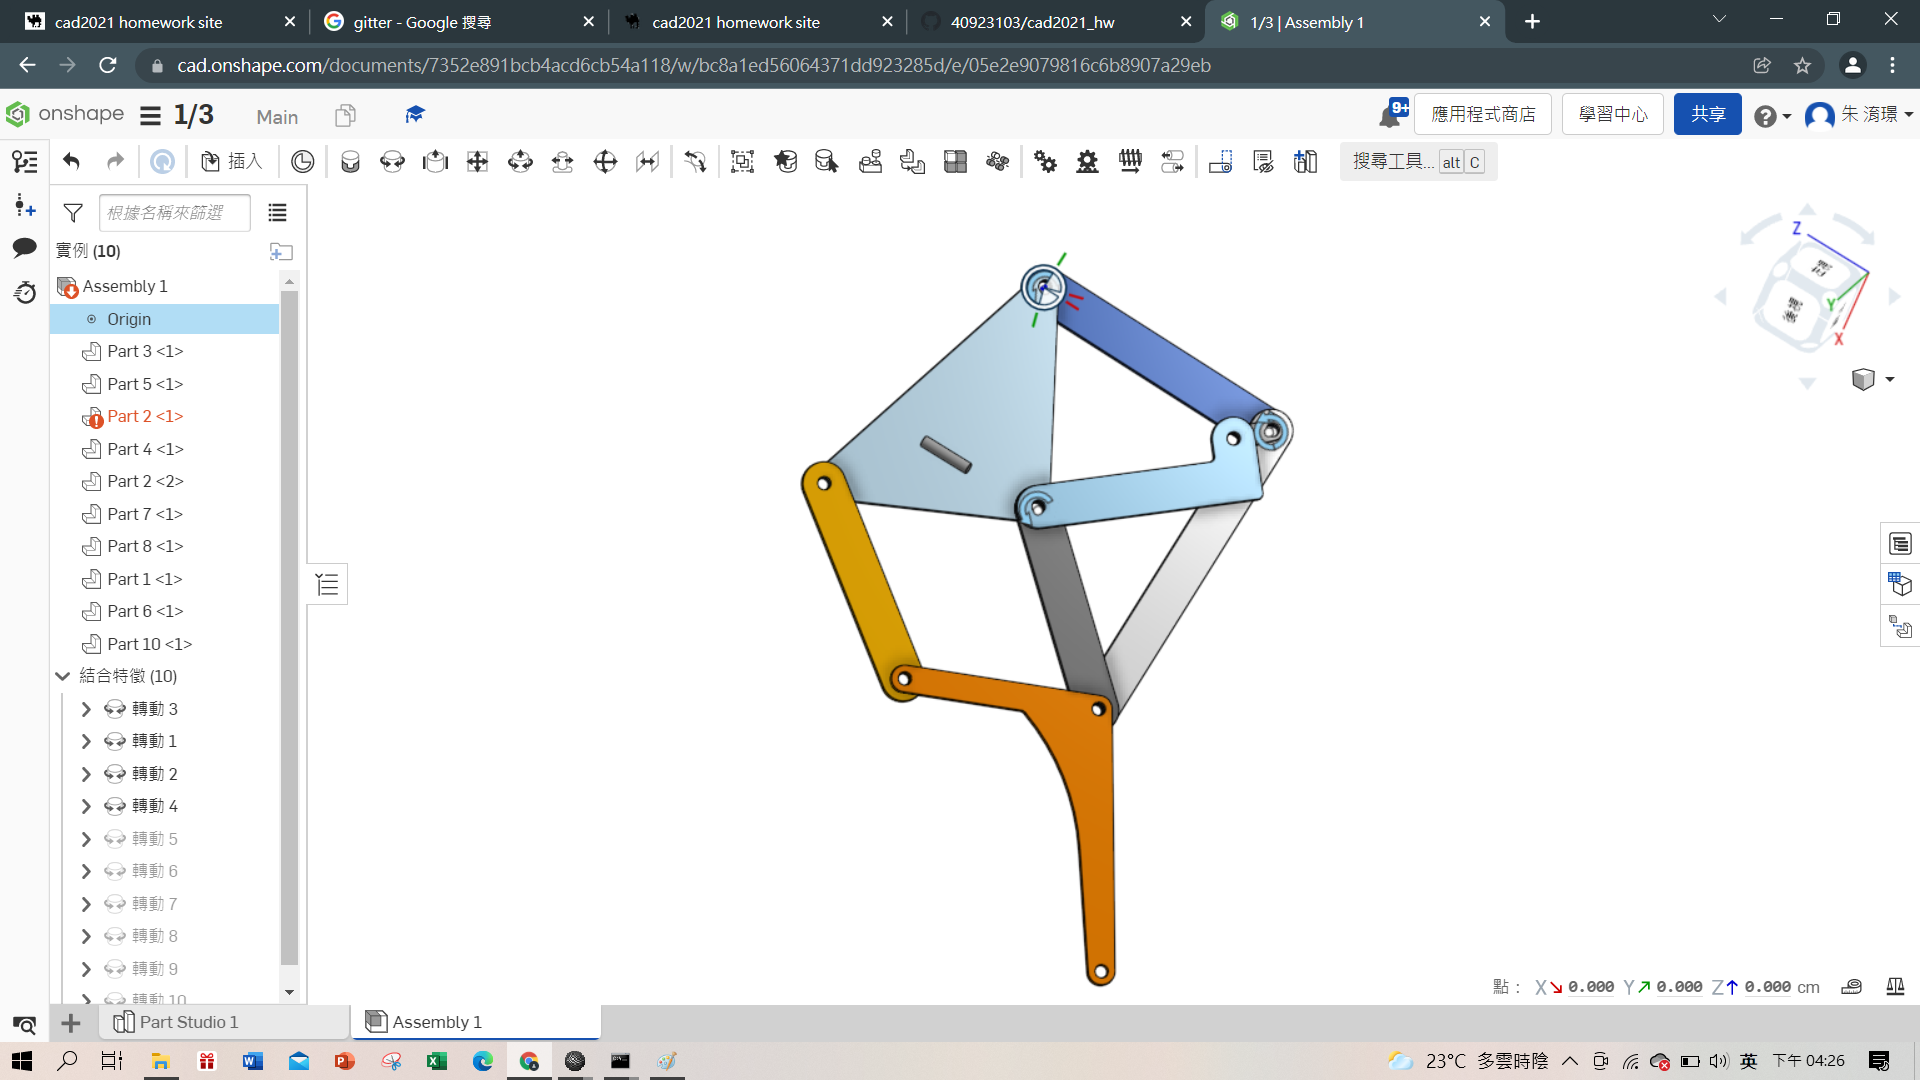 cad2021 homework site
gitter - Google 搜尋
cad2021 homework site
40923103/cad2021_hw
1/3 | Assembly 1
cad.onshape.com/documents/7352e891bcb4acd6cb54a118/w/bc8a1ed56064371dd923285d/e/05e2e9079816c6b8907a29eb
onshape
1/3
Main
9+
應用程式商店
學習中心
共享
朱 淯璟
插入
搜尋工具... alt C
根據名稱來篩選
實例 (10)
Assembly 1
Origin
Part 3 <1>
Part 5 <1>
Part 2 <1>
Part 4 <1>
Part 2 <2>
Part 7 <1>
Part 8 <1>
Part 1 <1>
Part 6 <1>
Part 10 <1>
結合特徵 (10)
轉動 3
轉動 1
轉動 2
轉動 4
轉動 5
轉動 6
轉動 7
轉動 8
轉動 9
轉動 10
Z
Y
X
點： X 0.000 Y 0.000 Z 0.000 cm
Part Studio 1
Assembly 1
23°C 多雲時陰
英
下午 04:26